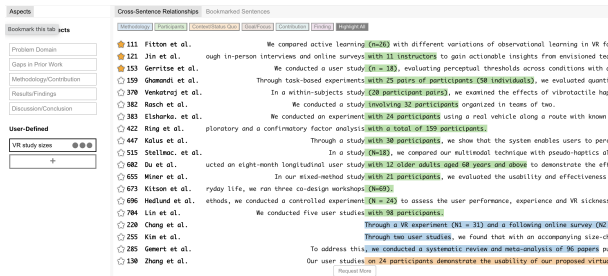 Aspects
Cross-Sentence Relationships Bookmarked Sentences
Bookmark this tab
Methodology Participants Context/Status Quo Goal/Focus Contribution Finding Highlight All
Problem Domain
Gaps in Prior Work
Methodology/Contribution
Results/Findings
Discussion/Conclusion
User-Defined
VR study sizes
+
111 Fitton et al. We compared active learning (n=26) with different variations of observational learning in VR fo
121 Jin et al. ough in-person interviews and online surveys with 11 instructors to gain actionable insights from envisioned tea
153 Gerritse et al. We conducted a user study (n = 18), evaluating perceptual thresholds across conditions with a
159 Ghamandi et al. Through task-based experiments with 25 pairs of participants (50 individuals), we evaluated quanti
370 Venkatraj et al. In a within-subjects study (20 participant pairs), we examined the effects of vibrotactile hap
382 Rasch et al. We conducted a study involving 32 participants organized in teams of two.
383 Elsharka. et al. We conducted an experiment with 24 participants using a real vehicle along a route with known
422 Ring et al. ploratory and a confirmatory factor analysis with a total of 159 participants.
447 Kalus et al. Through a study with 30 participants, we show that the system enables users to perc
515 Stellmac. et al. In a study (N=18), we compared our multimodal technique with pseudo-haptics al
602 Du et al. ucted an eight-month longitudinal user study with 12 older adults aged 60 years and above to demonstrate the eff
655 Miner et al. In our mixed-method study with 21 participants, we evaluated the usability and effectiveness
673 Kitson et al. ryday life, we ran three co-design workshops (N=69).
696 Hedlund et al. ethods, we conducted a controlled experiment (N = 24) to assess the user performance, experience and VR sicknes
704 Lin et al. We conducted five user studies with 98 participants.
220 Chang et al. Through a VR experiment (N1 = 31) and a following online survey (N2
255 Kim et al. Through two user studies, we found that with an accompanying size-ch
285 Gemert et al. To address this, we conducted a systematic review and meta-analysis of 96 papers pu
130 Zhang et al. Our user studies on 24 participants demonstrate the usability of our proposed virtua
Request More